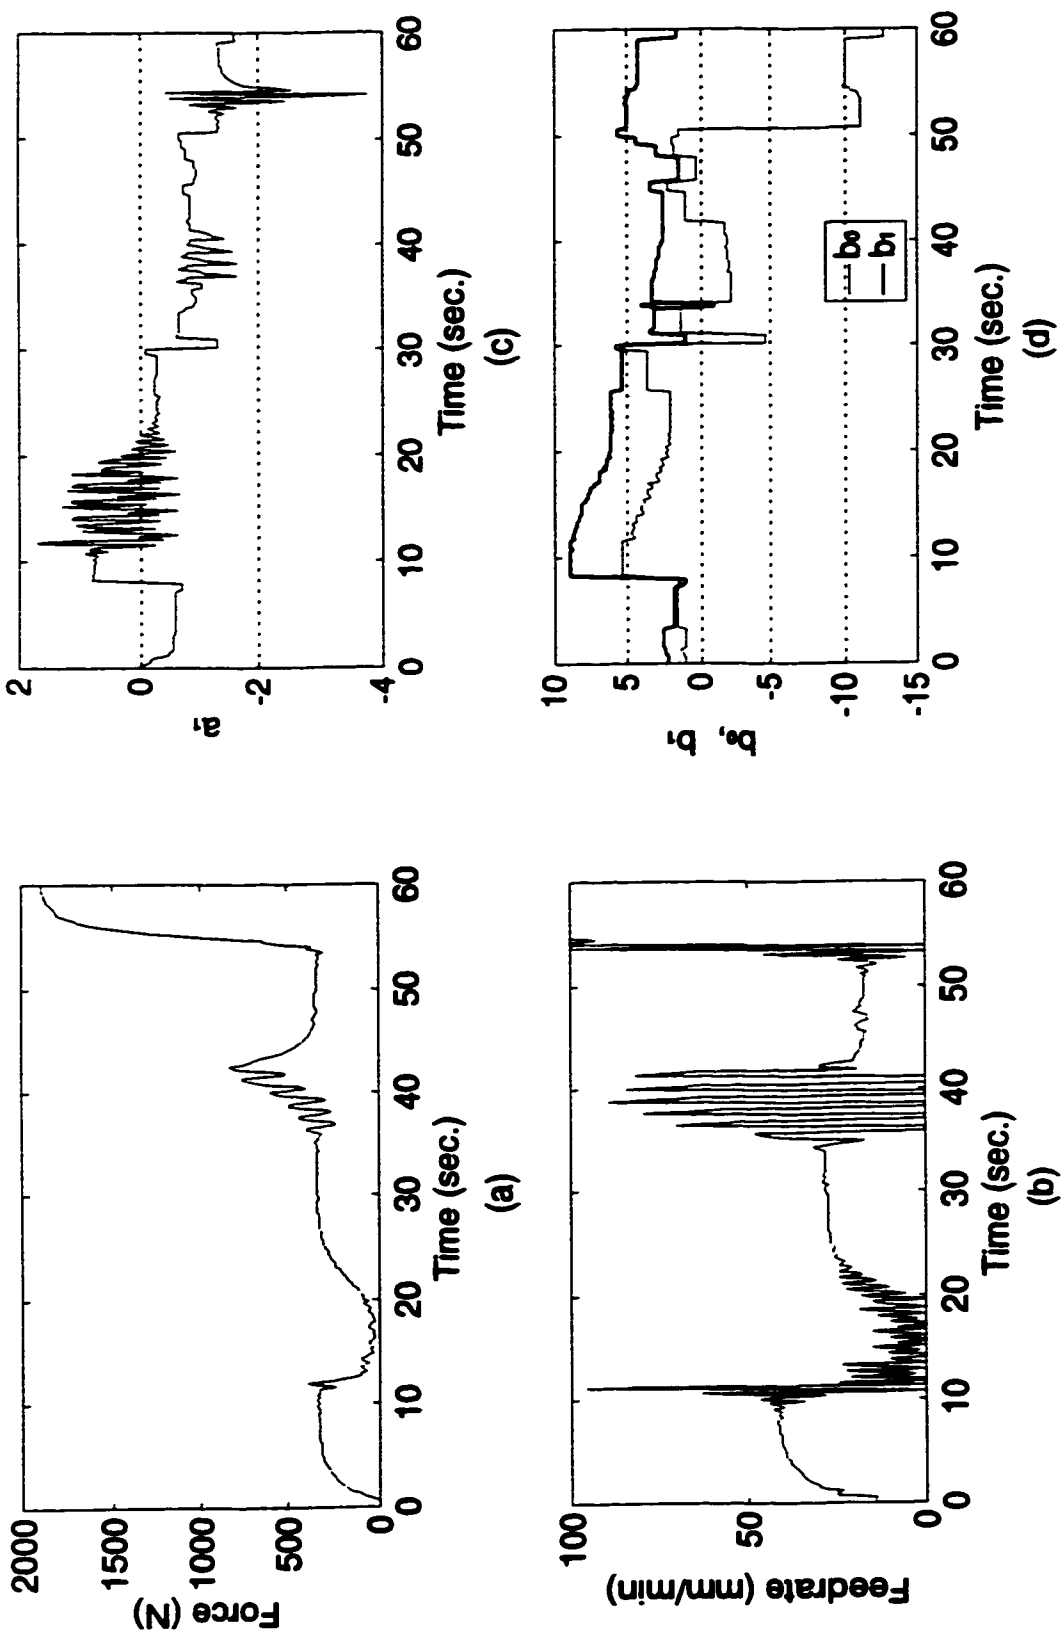 2000
1500
1000
500
0
Force (N)
0 10 20 30 40 50 60
Time (sec.)
(a)
100
50
0
Feedrate (mm/min)
0 10 20 30 40 50 60
Time (sec.)
(b)
2
0
-2
-4
a₁
0 10 20 30 40 50 60
Time (sec.)
(c)
10
5
0
-5
-10
-15
b₀, b₁
b₀
b₁
0 10 20 30 40 50 60
Time (sec.)
(d)